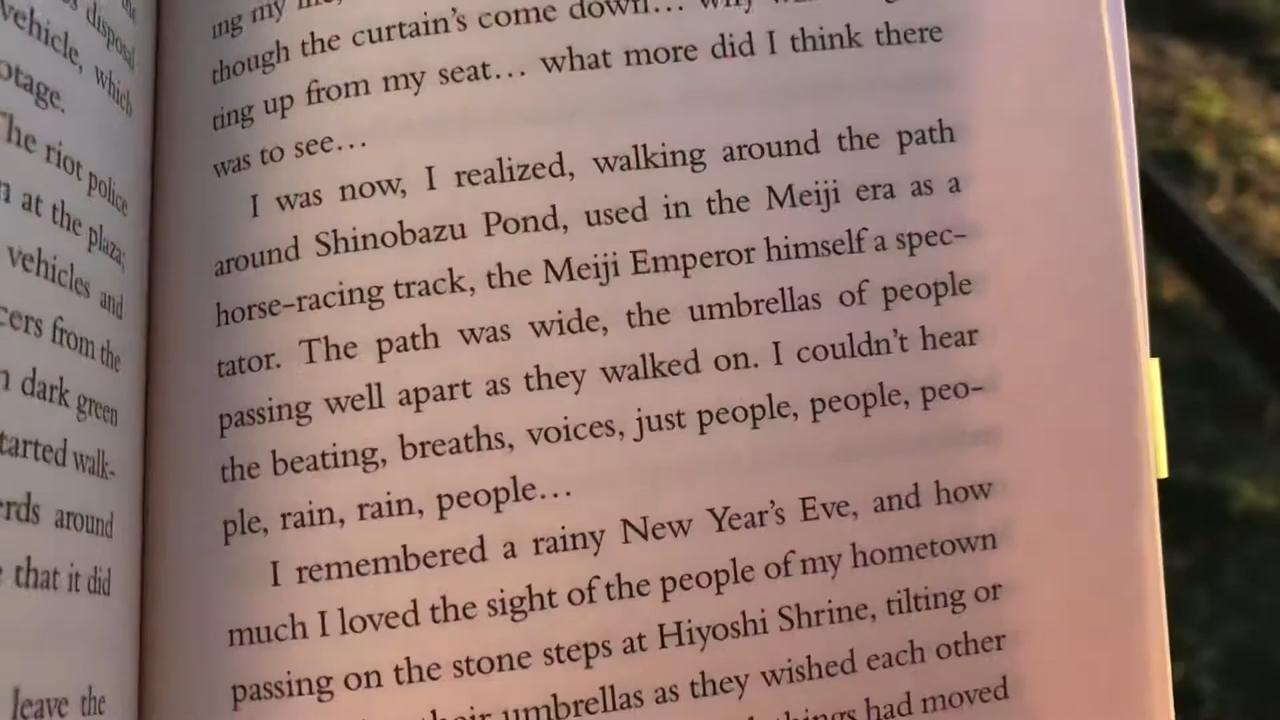 disposal
vehicle, which
otage.
The riot police
at the plaza;
vehicles and
cers from the
dark green
tarted walk-
rds around
that it did
leave the
ing my
though the curtain's come down... why
ting up from my seat... what more did I think there
was to see...
I was now, I realized, walking around the path
around Shinobazu Pond, used in the Meiji era as a
horse-racing track, the Meiji Emperor himself a spec-
tator. The path was wide, the umbrellas of people
passing well apart as they walked on. I couldn't hear
the beating, breaths, voices, just people, people, peo-
ple, rain, rain, people...
I remembered a rainy New Year's Eve, and how
much I loved the sight of the people of my hometown
passing on the stone steps at Hiyoshi Shrine, tilting or
umbrellas as they wished each other
had moved